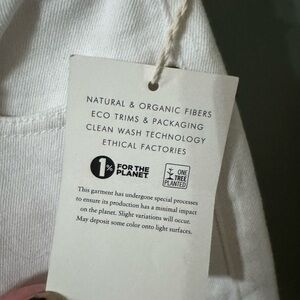 NATURAL & ORGANIC FIBERS
ECO TRIMS & PACKAGING
CLEAN WASH TECHNOLOGY
ETHICAL FACTORIES
1% FOR THE PLANET
ONE TREE PLANTED
This garment has undergone special processes
to ensure its production has a minimal impact
on the planet. Slight variations will occur.
May deposit some color onto light surfaces.